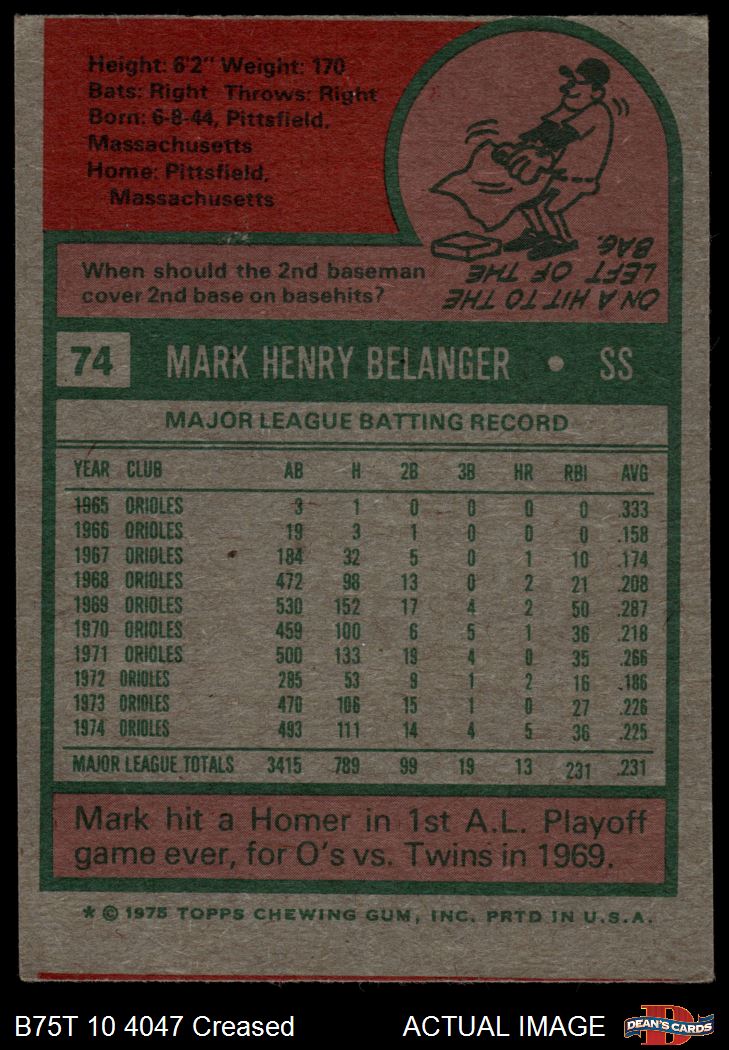 Height: 6'2" Weight: 170
Bats: Right Throws: Right
Born: 6-8-44, Pittsfield,
Massachusetts
Home: Pittsfield,
Massachusetts
When should the 2nd baseman
cover 2nd base on basehits?
ON A HIT TO THE
LEFT OF THE
BAG.
74 MARK HENRY BELANGER • SS
MAJOR LEAGUE BATTING RECORD
YEAR CLUB AB H 2B 3B HR RBI AVG
1965 ORIOLES 3 1 0 0 0 0 .333
1966 ORIOLES 19 3 1 0 0 0 .158
1967 ORIOLES 184 32 5 0 1 10 .174
1968 ORIOLES 472 98 13 0 2 21 .208
1969 ORIOLES 530 152 17 4 2 50 .287
1970 ORIOLES 459 100 6 5 1 36 .218
1971 ORIOLES 500 133 19 4 0 35 .266
1972 ORIOLES 285 53 9 1 2 16 .186
1973 ORIOLES 470 106 15 1 0 27 .226
1974 ORIOLES 493 111 14 4 5 36 .225
MAJOR LEAGUE TOTALS 3415 789 99 19 13 231 .231
Mark hit a Homer in 1st A.L. Playoff
game ever, for O's vs. Twins in 1969.
* © 1975 TOPPS CHEWING GUM, INC. PRTD IN U.S.A.
B75T 10 4047 Creased ACTUAL IMAGE
D
DEAN'S CARDS